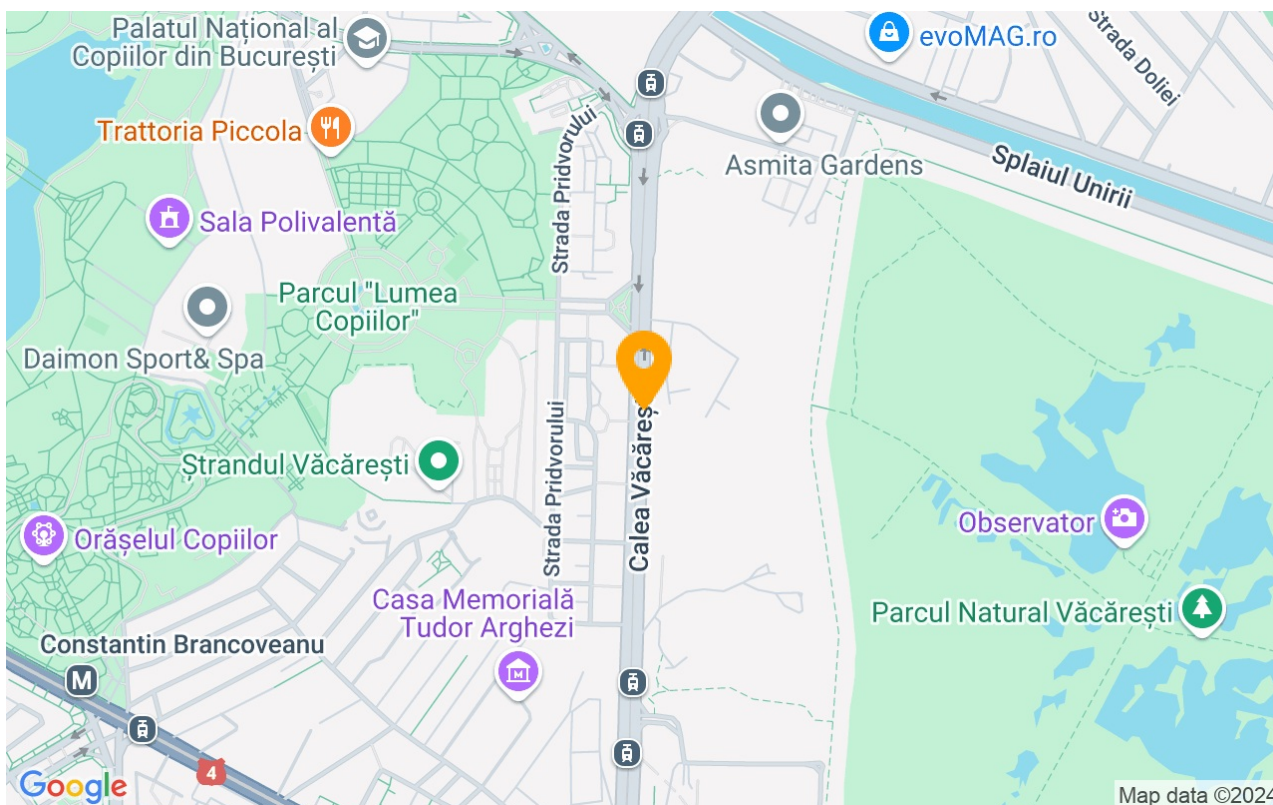 Palatul Național al
Copiilor din București
evoMAG.ro
Strada Doliei
Trattoria Piccola
Strada Pridvorului
Asmita Gardens
Splaiul Unirii
Sala Polivalentă
Parcul "Lumea
Copiilor"
Daimon Sport& Spa
Strada Pridvorului
Calea Văcărești
Ștrandul Văcărești
Observator
Orășelul Copiilor
Casa Memorială
Tudor Arghezi
Parcul Natural Văcărești
Constantin Brancoveanu
M
4
Google
Map data ©2024